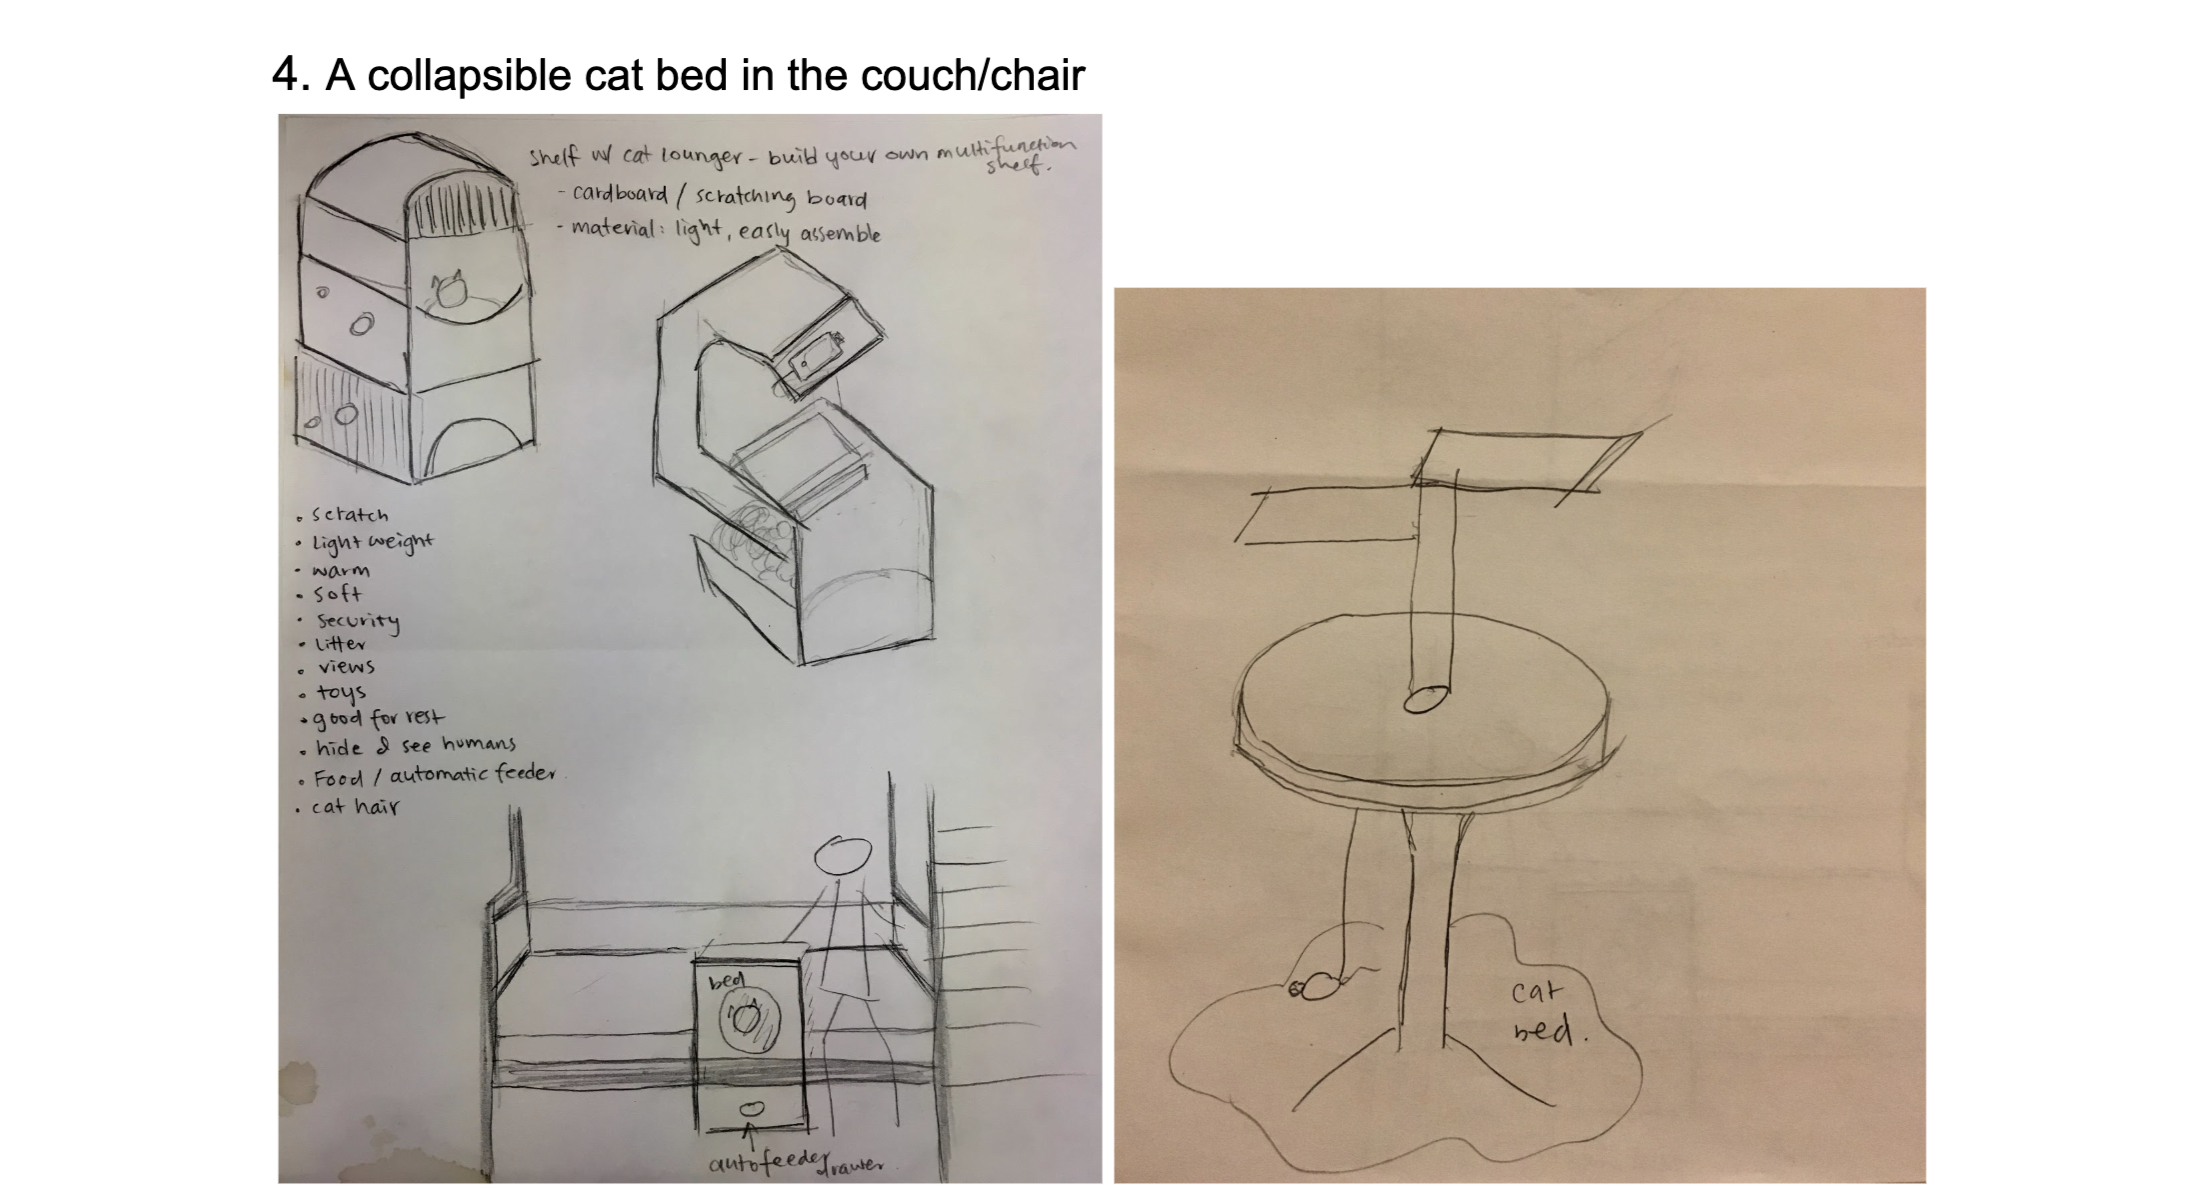 4. A collapsible cat bed in the couch/chair
shelf w/ cat lounger - build your own multifunction
shelf.
- cardboard / scratching board
- material: light, easly assemble
• scratch
• Light weight
• warm
• soft
• security
• litter
• views
• toys
• good for rest
• hide & see humans
• Food / automatic feeder
• cat hair
bed
autofeeder
drawer
cat
bed.